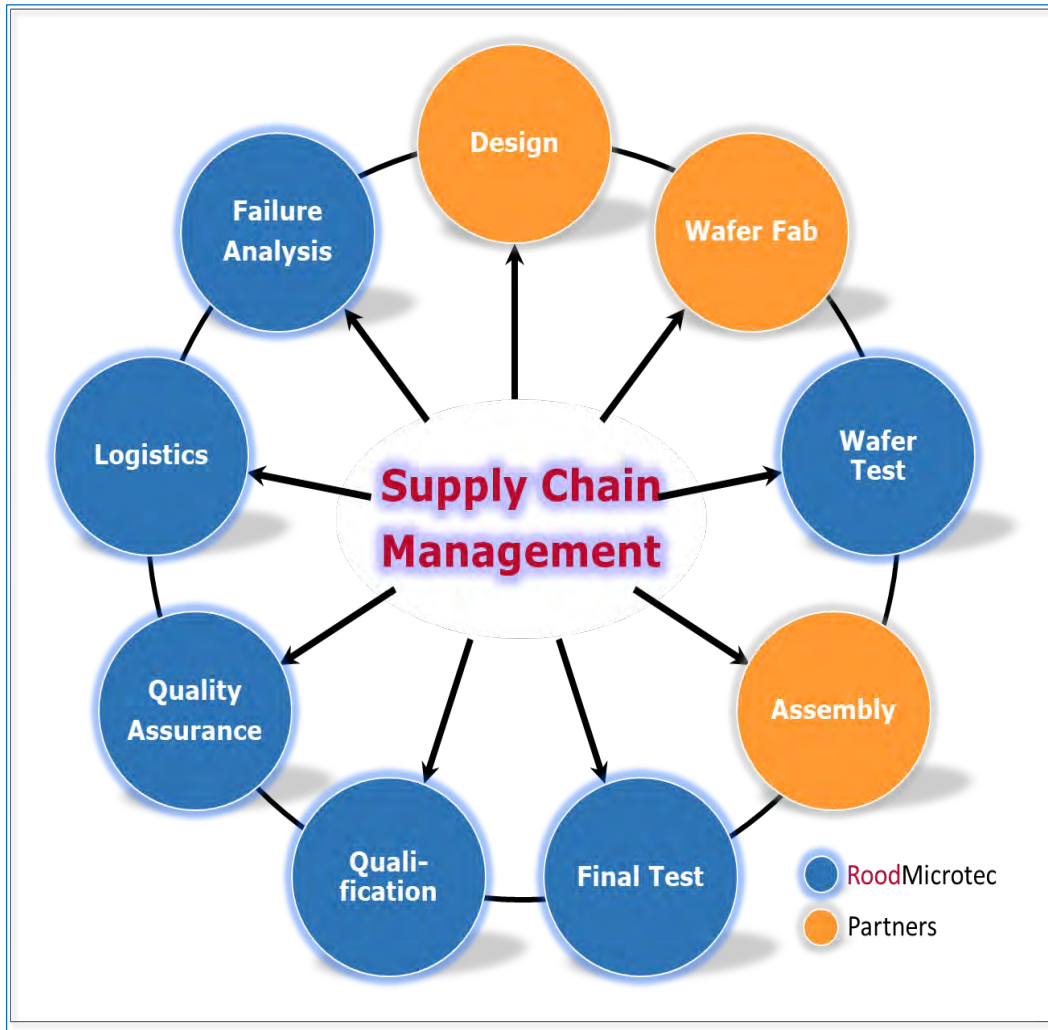 Design
Wafer Fab
Wafer
Test
Assembly
Final Test
Quali-
fication
Quality
Assurance
Logistics
Failure
Analysis
Supply Chain
Management
RoodMicrotec
Partners